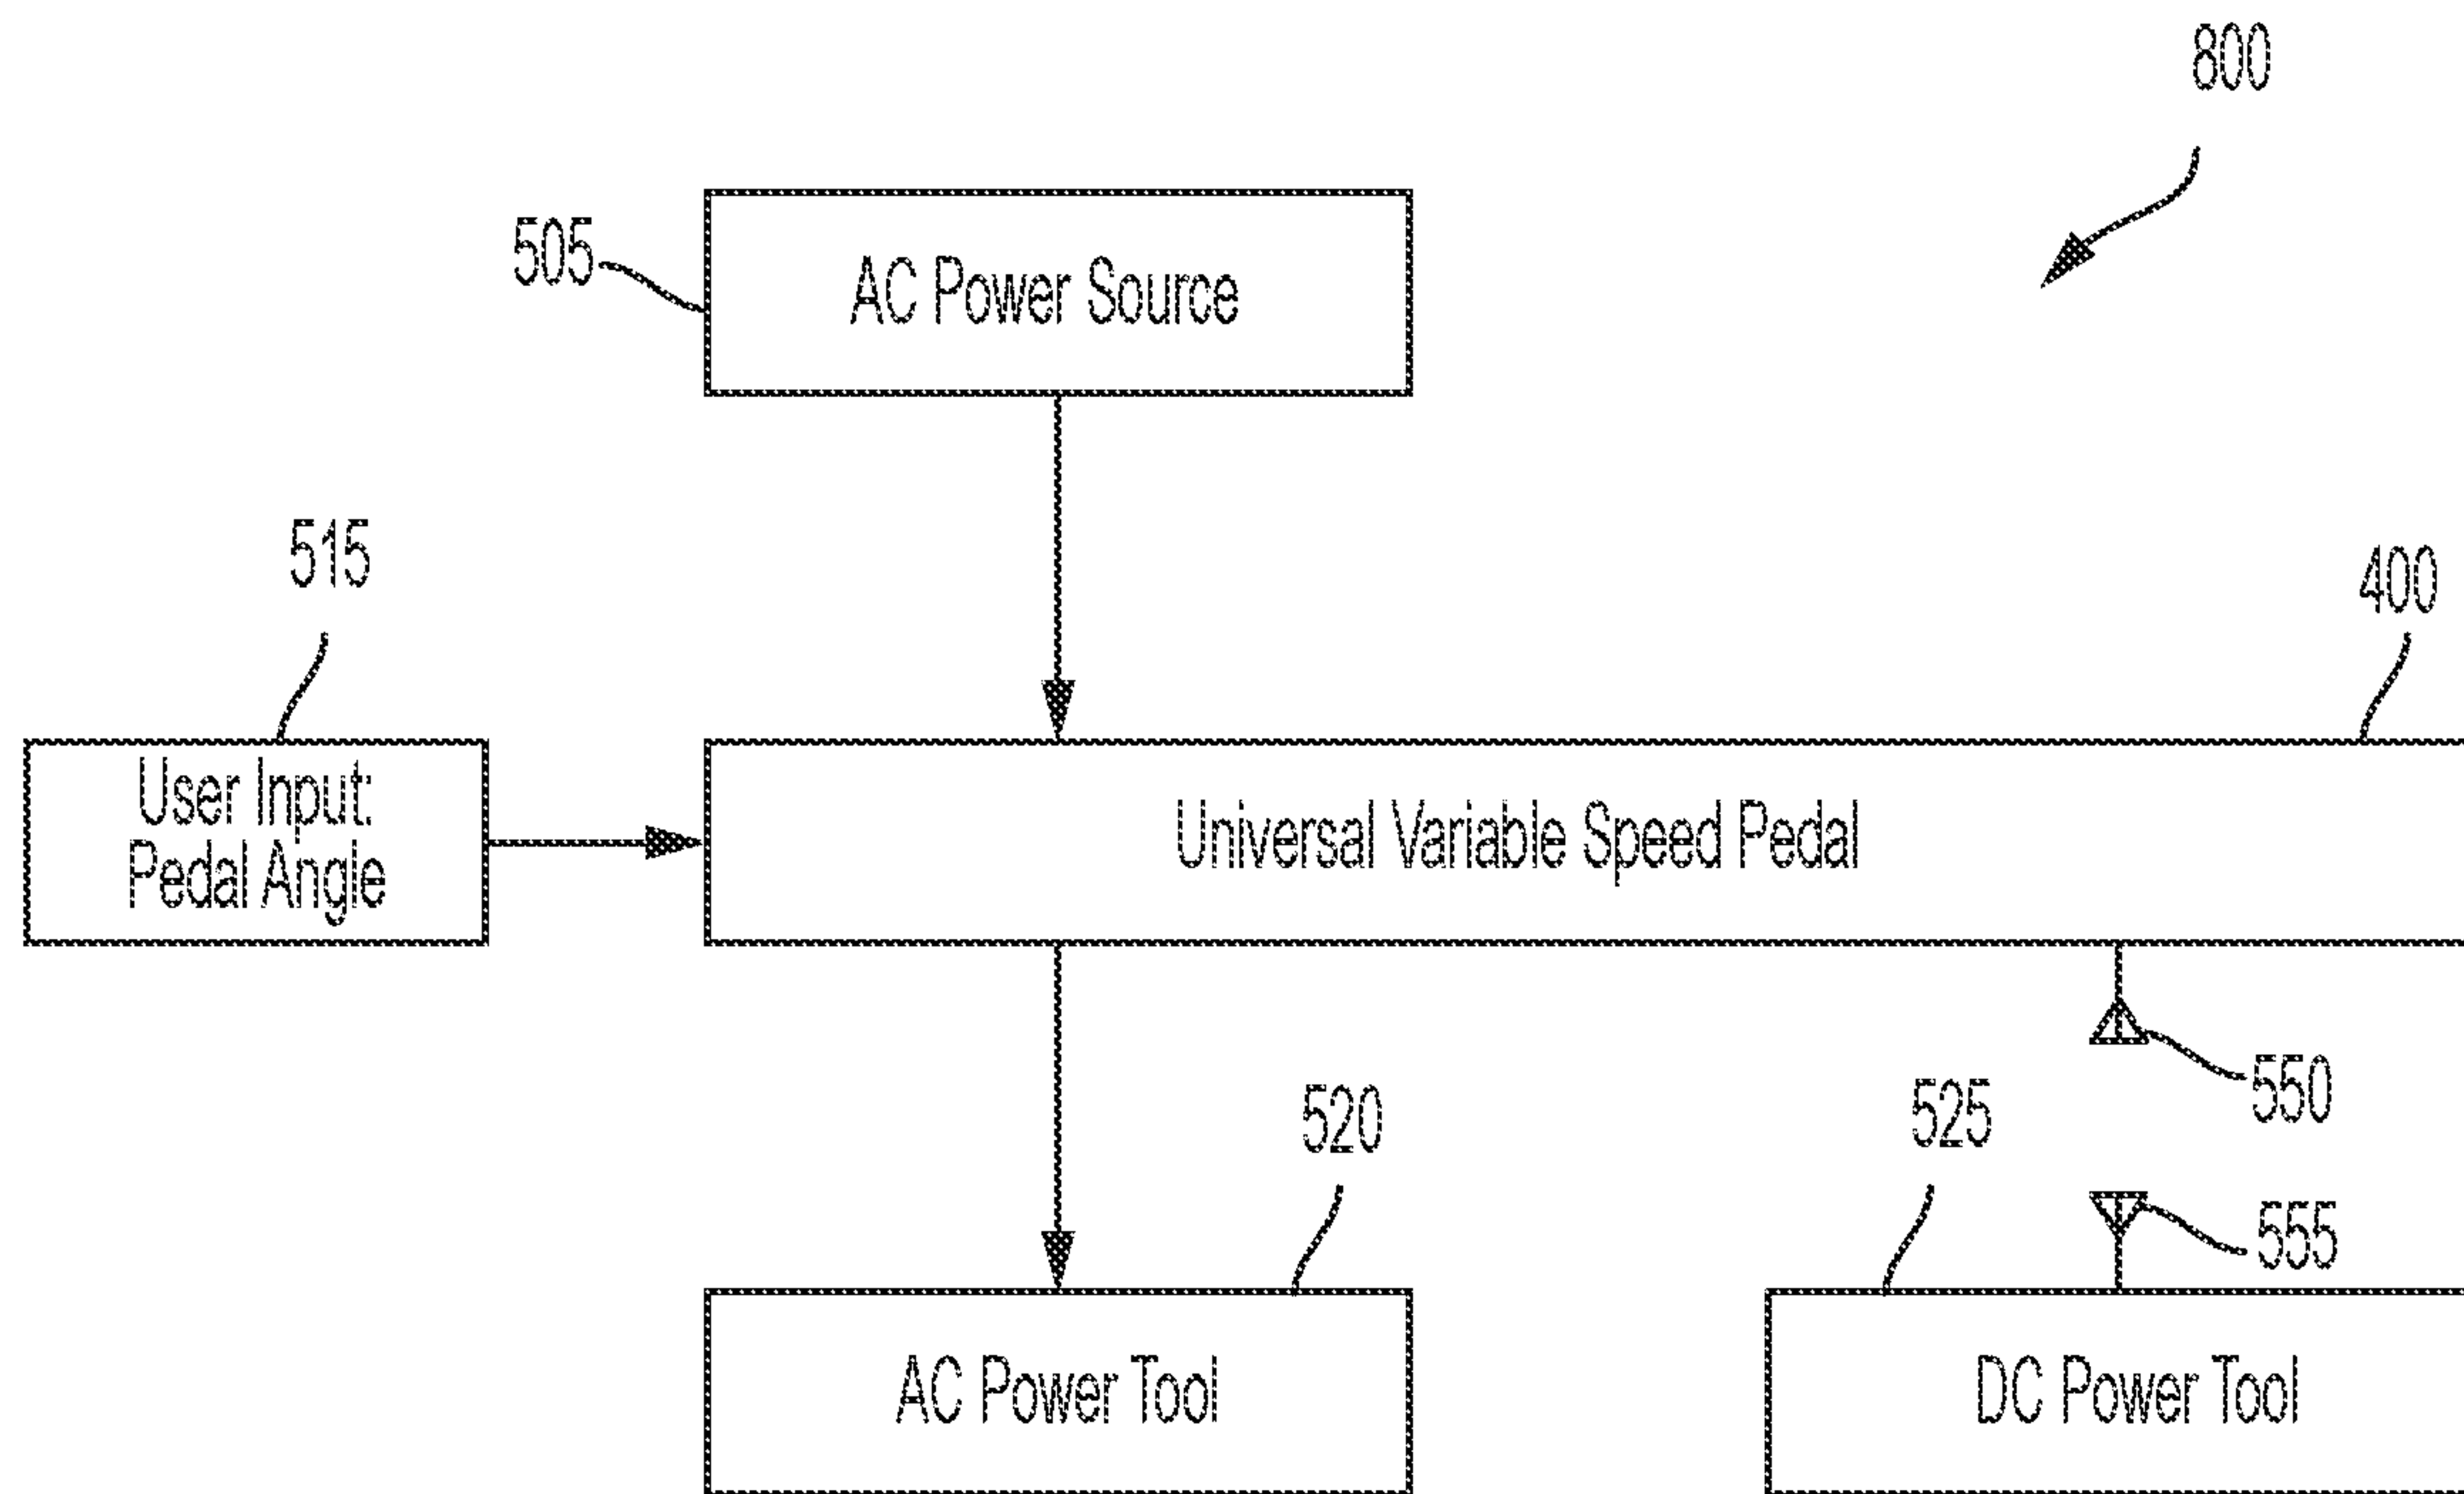 800
505
AC Power Source
515
400
User Input:
Pedal Angle
Universal Variable Speed Pedal
550
520
525
555
AC Power Tool
DC Power Tool